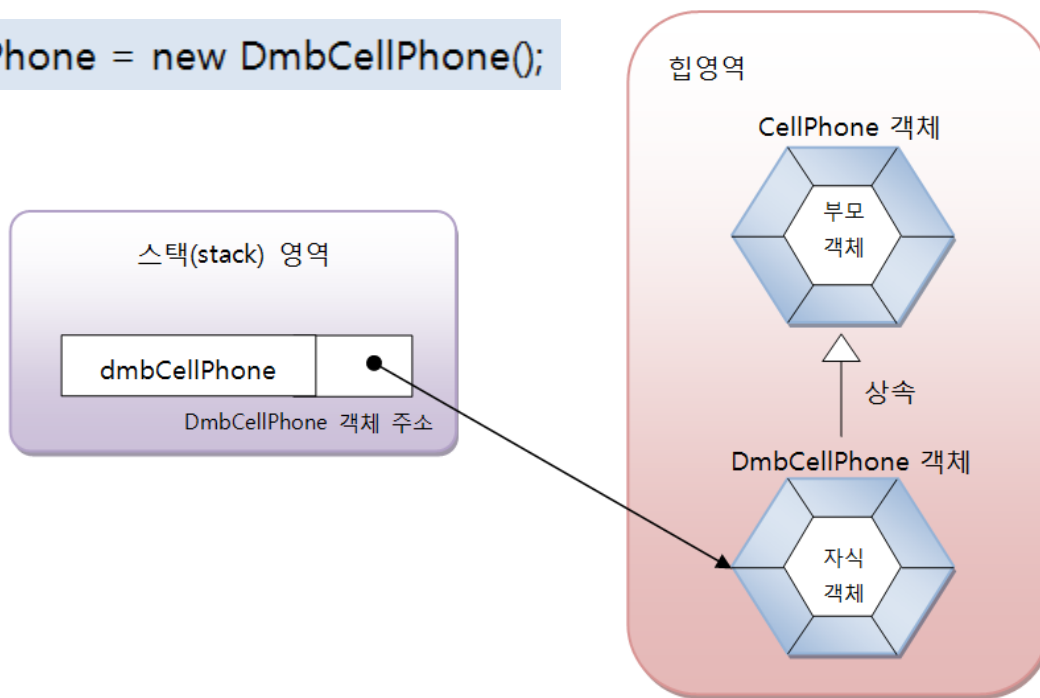 Phone = new DmbCellPhone();
힙영역
CellPhone 객체
부모
객체
스택(stack) 영역
dmbCellPhone
DmbCellPhone 객체 주소
상속
DmbCellPhone 객체
자식
객체